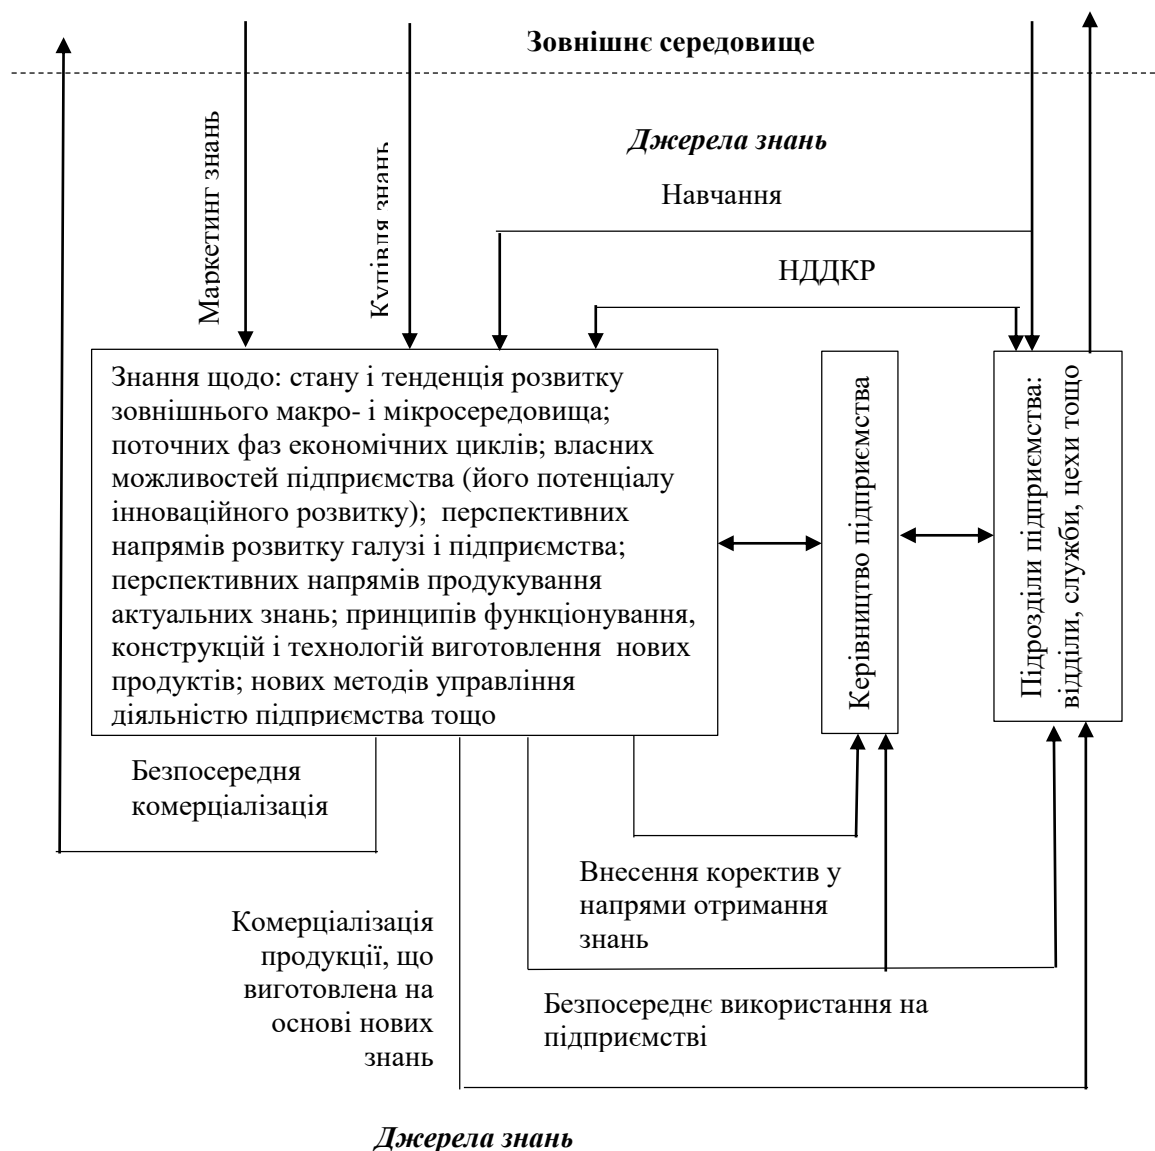 Зовнішнє середовище
Джерела знань
Навчання
НДДКР
Маркетинг знань
Купівля знань
Знання щодо: стану і тенденція розвитку
зовнішнього макро- і мікросередовища;
поточних фаз економічних циклів; власних
можливостей підприємства (його потенціалу
інноваційного розвитку); перспективних
напрямів розвитку галузі і підприємства;
перспективних напрямів продукування
актуальних знань; принципів функціонування,
конструкцій і технологій виготовлення нових
продуктів; нових методів управління
діяльністю підприємства тощо
Керівництво підприємства
Підрозділи підприємства:
відділи, служби, цехи тощо
Безпосередня
комерціалізація
Внесення коректив у
напрями отримання
знань
Комерціалізація
продукції, що
виготовлена на
основі нових
знань
Безпосереднє використання на
підприємстві
Джерела знань